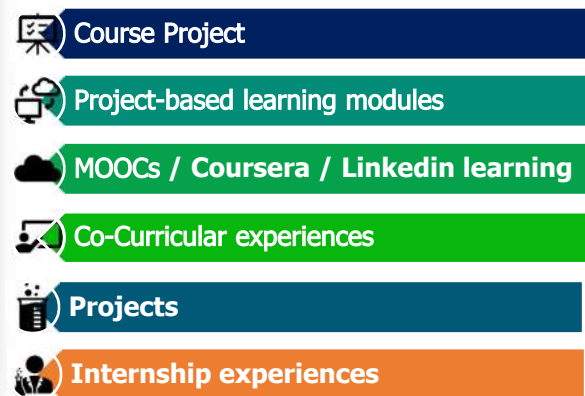 Course Project
Project-based learning modules
MOOCs / Coursera / Linkedin learning
Co-Curricular experiences
Projects
Internship experiences